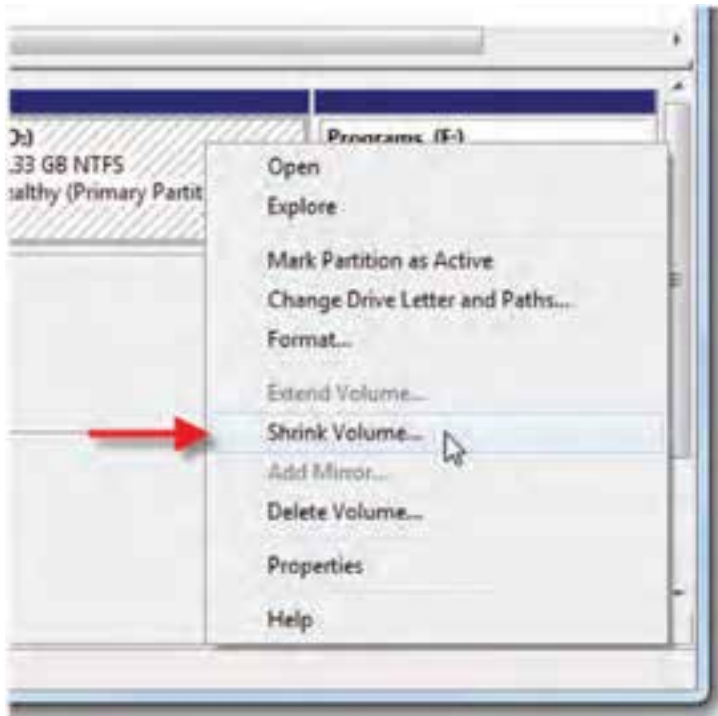 D:)
.33 GB NTFS
ealthy (Primary Partit
Programs (E:)
Open
Explore
Mark Partition as Active
Change Drive Letter and Paths...
Format...
Extend Volume...
Shrink Volume...
Add Mirror...
Delete Volume...
Properties
Help